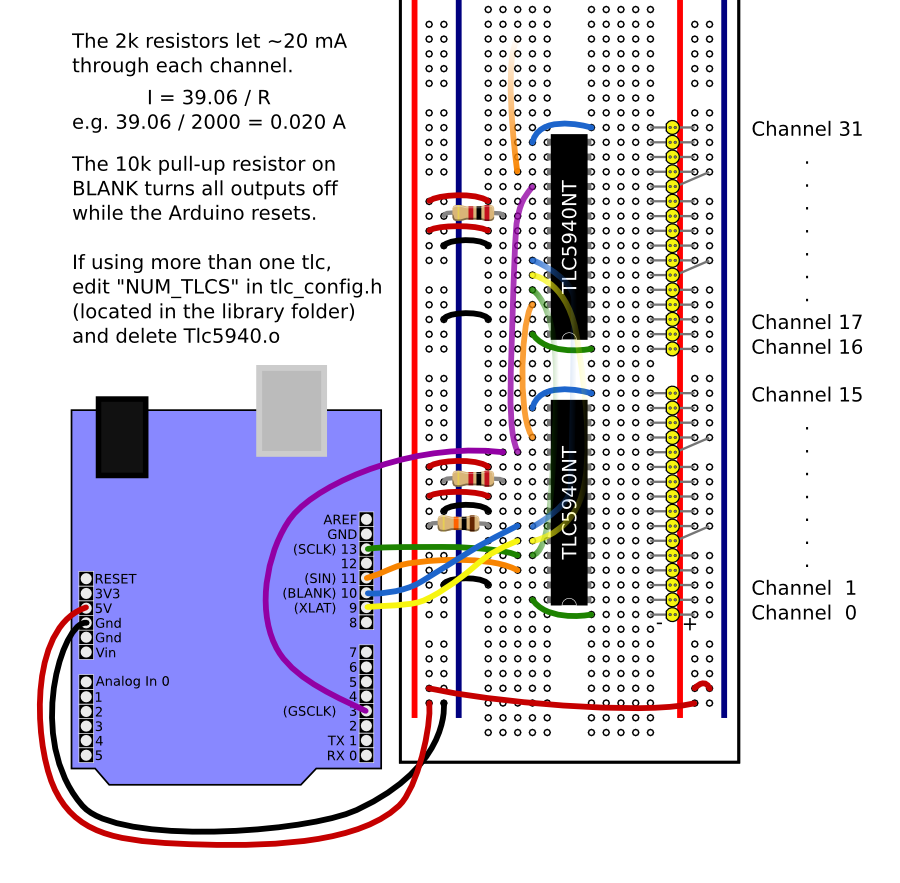 The 2k resistors let ~20 mA
through each channel.
I = 39.06 / R
e.g. 39.06 / 2000 = 0.020 A
The 10k pull-up resistor on
BLANK turns all outputs off
while the Arduino resets.
If using more than one tlc,
edit "NUM_TLCS" in tlc_config.h
(located in the library folder)
and delete Tlc5940.o
TLC5940NT
TLC5940NT
Channel 31
Channel 17
Channel 16
Channel 15
Channel 1
Channel 0
- +
AREF
GND
(SCLK) 13
12
(SIN) 11
(BLANK) 10
(XLAT) 9
8
7
6
5
4
(GSCLK) 3
2
TX 1
RX 0
RESET
3V3
5V
Gnd
Gnd
Vin
Analog In 0
1
2
3
4
5